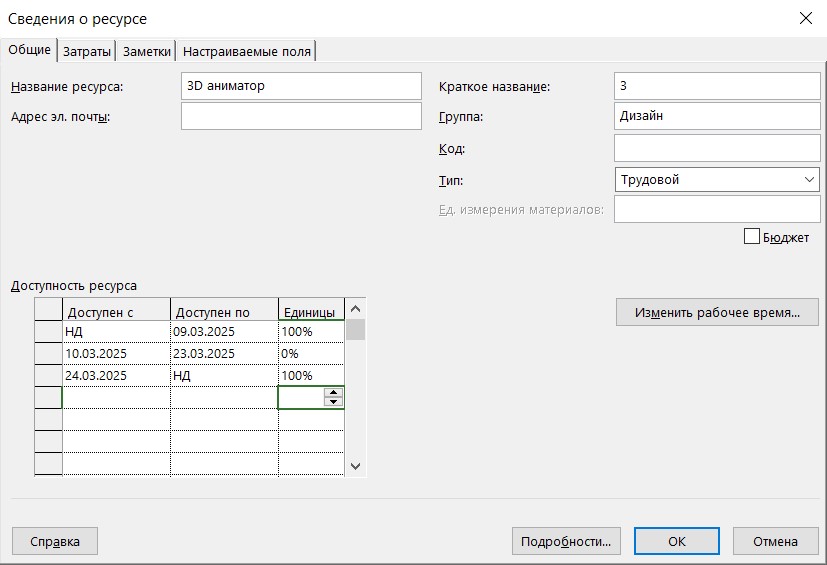 Сведения о ресурсе
Общие Затраты Заметки Настраиваемые поля
Название ресурса: 3D аниматор Краткое название: 3
Адрес эл. почты: Группа: Дизайн
Код:
Тип: Трудовой
Ед. измерения материалов:
Бюджет
Доступность ресурса
Доступен с Доступен по Единицы Изменить рабочее время...
НД 09.03.2025 100%
10.03.2025 23.03.2025 0%
24.03.2025 НД 100%
Справка Подробности... ОК Отмена